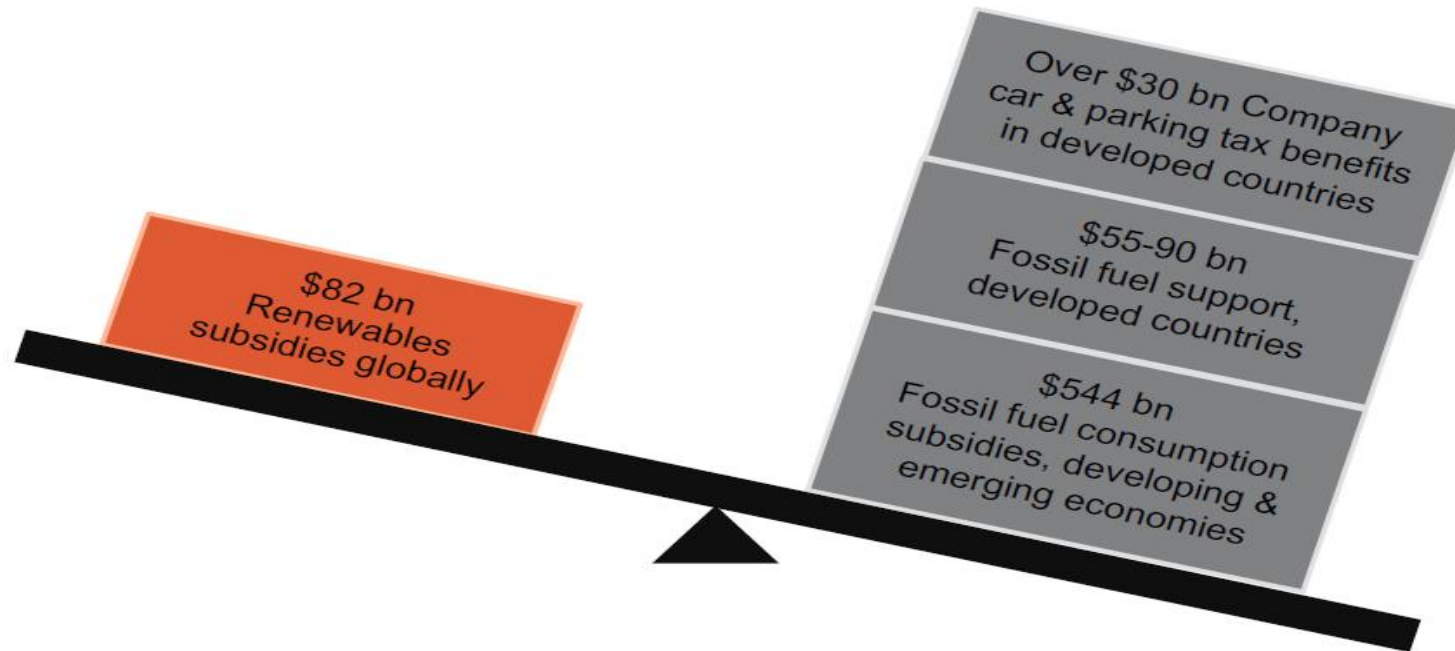 Over $30 bn Company
car & parking tax benefits
in developed countries
$55-90 bn
Fossil fuel support,
developed countries
$82 bn
Renewables
subsidies globally
$544 bn
Fossil fuel consumption
subsidies, developing &
emerging economies